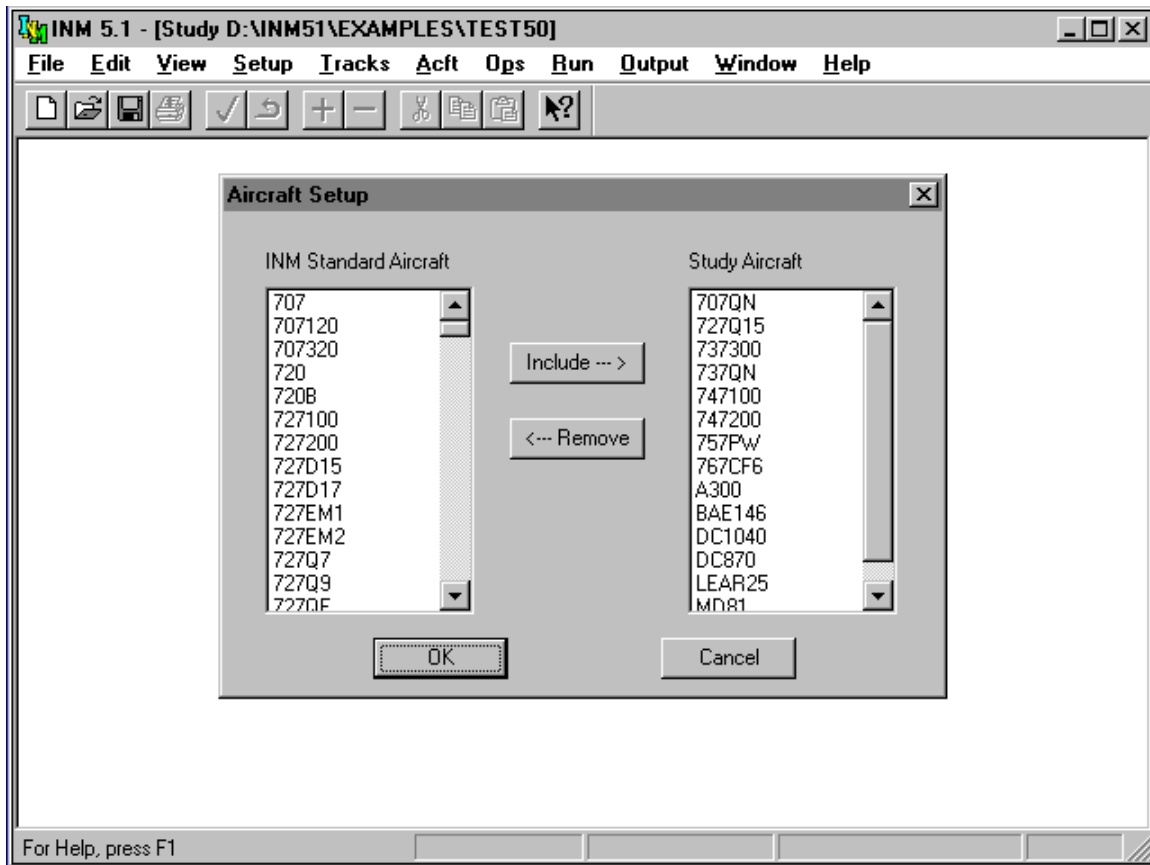 INM 5.1 - [Study D:\INM51\EXAMPLES\TEST50]
File Edit View Setup Tracks Acft Ops Run Output Window Help
Aircraft Setup
INM Standard Aircraft
707
707120
707320
720
720B
727100
727200
727D15
727D17
727EM1
727EM2
727Q7
727Q9
Include --- >
<--- Remove
Study Aircraft
707QN
727Q15
737300
737QN
747100
747200
757PW
767CF6
A300
BAE146
DC1040
DC870
LEAR25
MD81
OK
Cancel
For Help, press F1